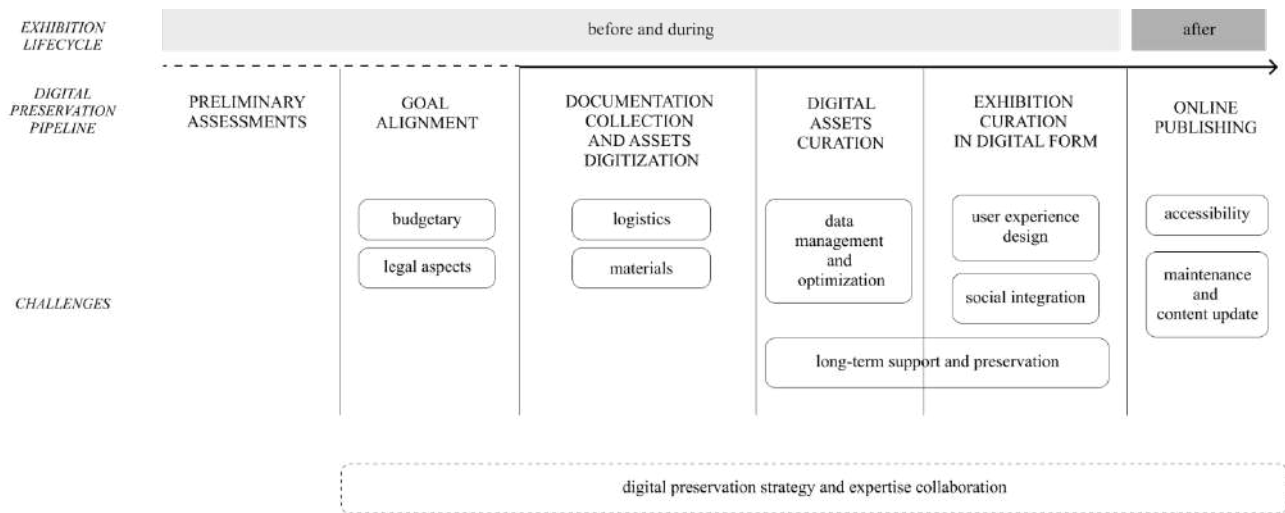 EXHIBITION
LIFECYCLE
before and during
after
DIGITAL
PRESERVATION
PIPELINE
PRELIMINARY
ASSESSMENTS
GOAL
ALIGNMENT
DOCUMENTATION
COLLECTION
AND ASSETS
DIGITIZATION
DIGITAL
ASSETS
CURATION
EXHIBITION
CURATION
IN DIGITAL FORM
ONLINE
PUBLISHING
CHALLENGES
budgetary
legal aspects
logistics
materials
data
management
and
optimization
user experience
design
social integration
long-term support and preservation
accessibility
maintenance
and
content update
digital preservation strategy and expertise collaboration